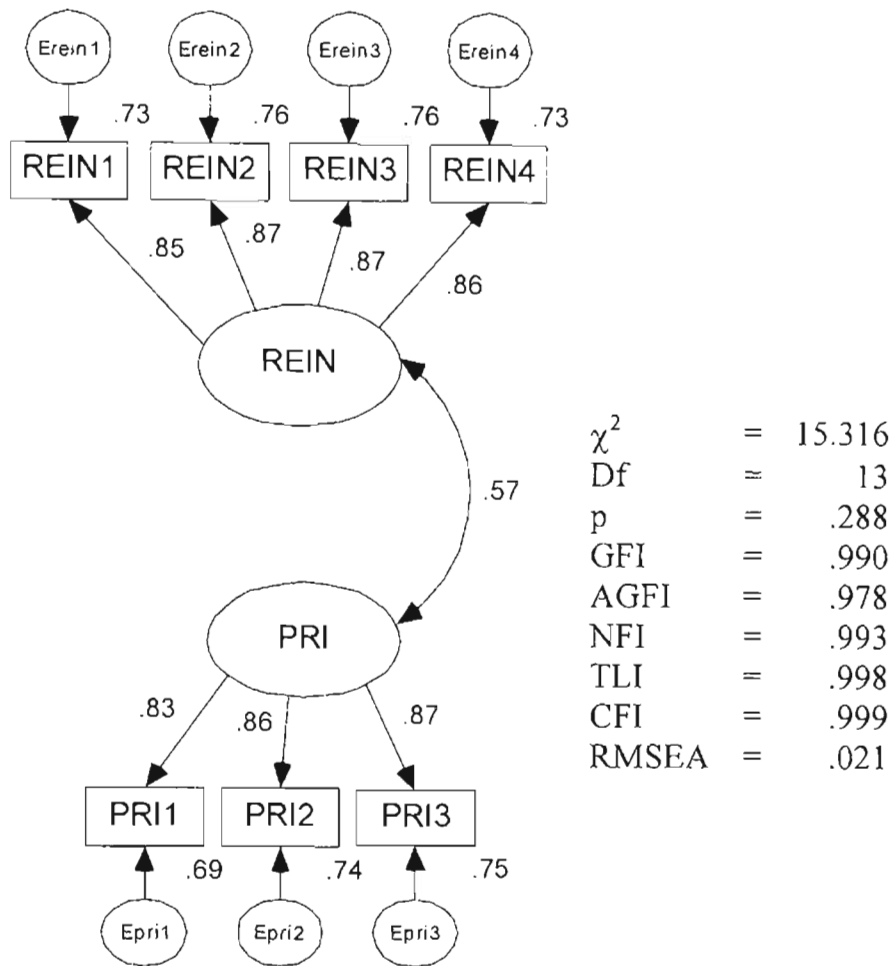 Erein1 Erein2 Erein3 Erein4
.73 .76 .76 .73
REIN1 REIN2 REIN3 REIN4
.85 .87 .87 .86
REIN
.57
PRI
.83 .86 .87
PRI1 PRI2 PRI3
.69 .74 .75
Epri1 Epri2 Epri3
χ² = 15.316
Df = 13
p = .288
GFI = .990
AGFI = .978
NFI = .993
TLI = .998
CFI = .999
RMSEA = .021